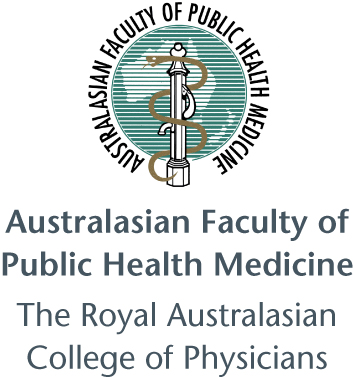 AUSTRALASIAN FACULTY OF PUBLIC HEALTH MEDICINE
Australasian Faculty of
Public Health Medicine
The Royal Australasian
College of Physicians